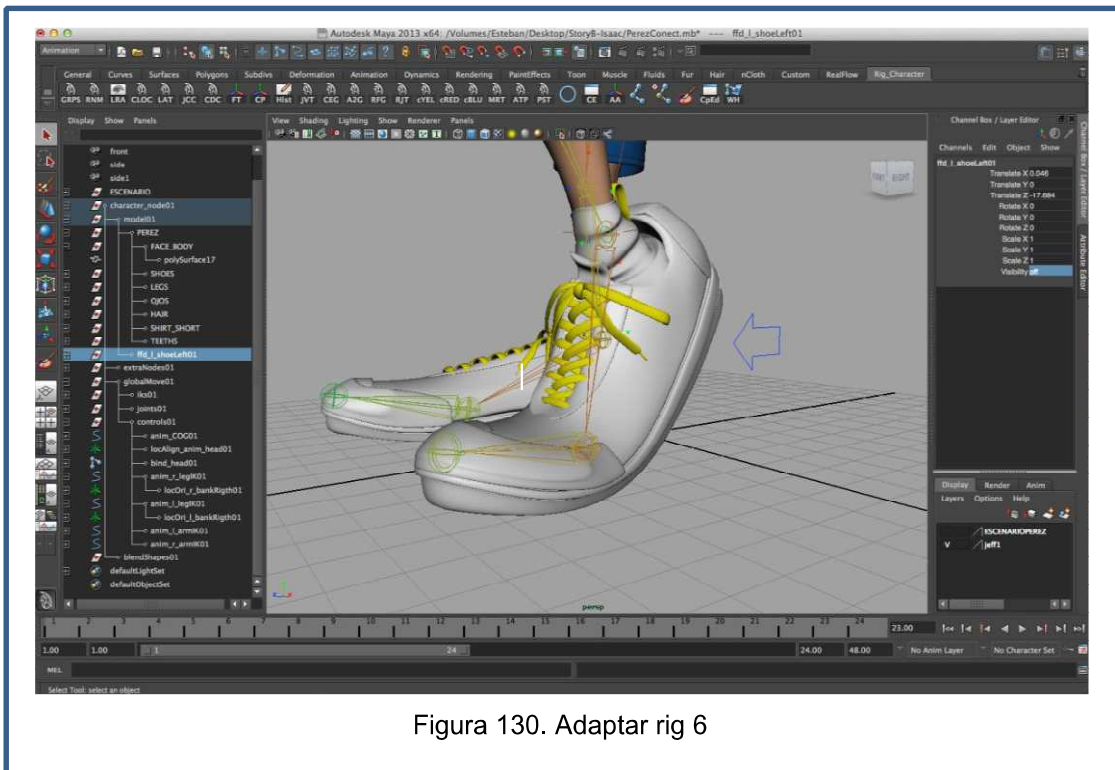 Autodesk Maya 2013 x64: /Volumes/Esteban/Desktop/StoryB-Isaac/PerezConect.mb* --- ffd_l_shoeLeft01
Animation
General Curves Surfaces Polygons Subdivs Deformation Animation Dynamics Rendering PaintEffects Toon Muscle Fluids Fur Hair nCloth Custom RealFlow Rig_Character
GRPS RNM LRA CLOC LAT JCC CDC FT CP Hist JVT CEG A2G RFG RJT cYEL cRED cBLU MRT ATP PST CE AA CpEd WH
Display Show Panels
front
side
side1
ESCENARIO
character_node01
model01
PEREZ
FACE_BODY
polySurface17
SHOES
LEGS
OJOS
HAIR
SHIRT_SHORT
TEETHS
ffd_l_shoeLeft01
extraNodes01
globalMove01
iks01
joints01
controls01
anim_COG01
locAlign_anim_head01
bind_head01
anim_r_legIK01
locOri_r_bankRigth01
anim_l_legIK01
locOri_l_bankRigth01
anim_l_armIK01
anim_r_armIK01
blendShapes01
defaultLightSet
defaultObjectSet
View Shading Lighting Show Renderer Panels
RIGHT
persp
Channel Box / Layer Editor
Channels Edit Object Show
ffd_l_shoeLeft01
Translate X 0.046
Translate Y 0
Translate Z -17.684
Rotate X 0
Rotate Y 0
Rotate Z 0
Scale X 1
Scale Y 1
Scale Z 1
Visibility off
Channel Box / Layer Editor
Attribute Editor
Display Render Anim
Layers Options Help
ESCENARIOPEREZ
V jeff1
1 2 3 4 5 6 7 8 9 10 11 12 13 14 15 16 17 18 19 20 21 22 23 24 23.00
1.00 1.00 1 24 24.00 48.00 No Anim Layer No Character Set
MEL
Select Tool: select an object
Figura 130. Adaptar rig 6